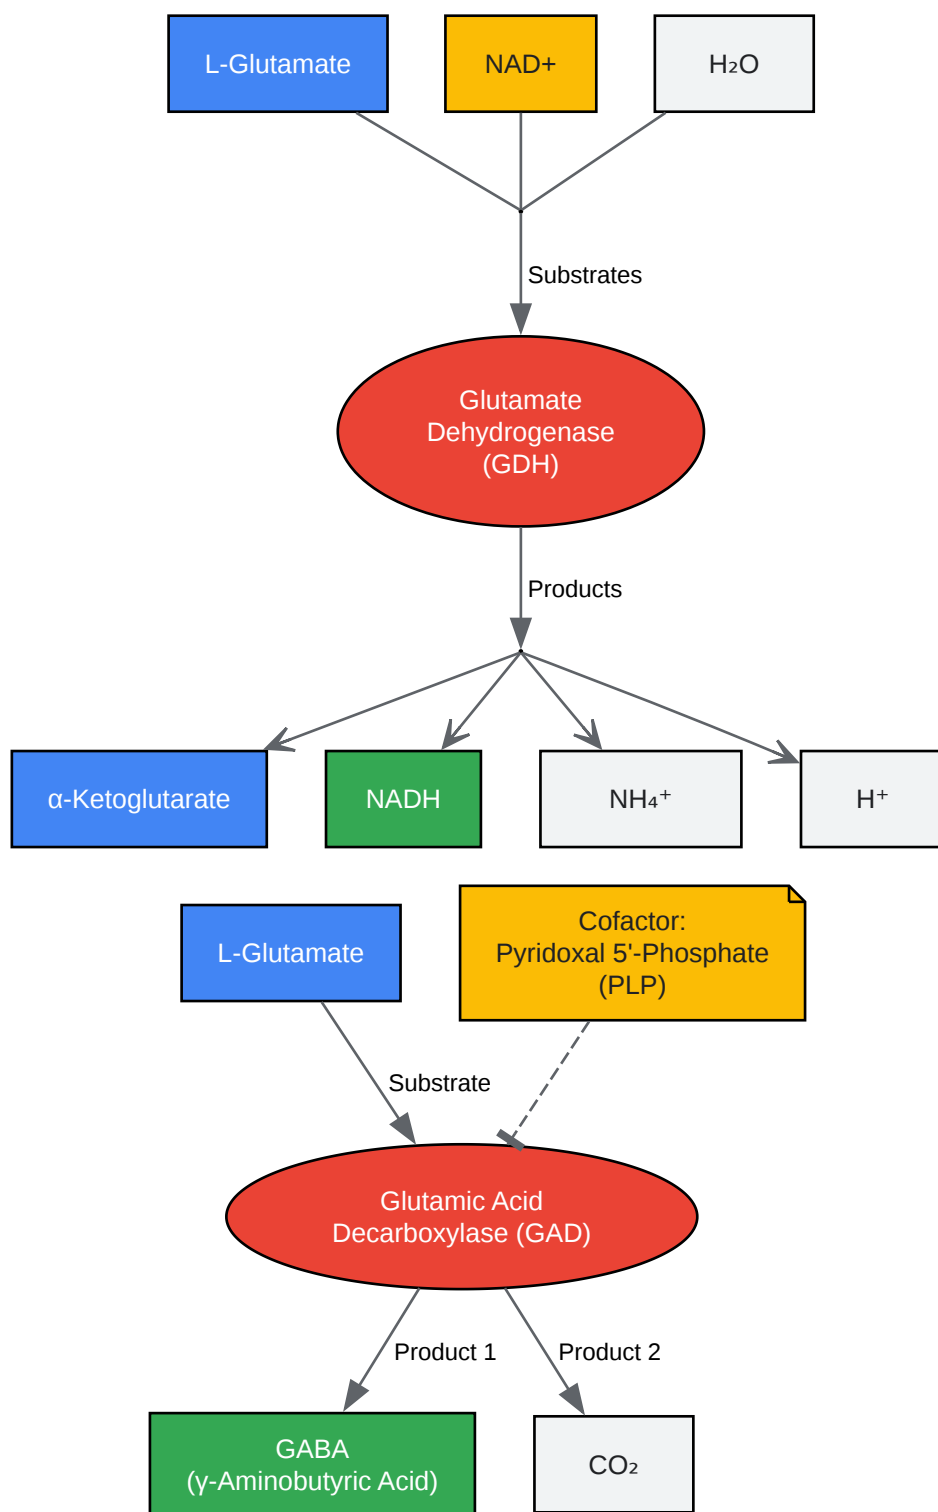 L-Glutamate
NAD+
H₂O
Substrates
Glutamate
Dehydrogenase
(GDH)
Products
α-Ketoglutarate
NADH
NH₄⁺
H⁺
L-Glutamate
Cofactor:
Pyridoxal 5'-Phosphate
(PLP)
Substrate
Glutamic Acid
Decarboxylase (GAD)
Product 1
Product 2
GABA
(γ-Aminobutyric Acid)
CO₂